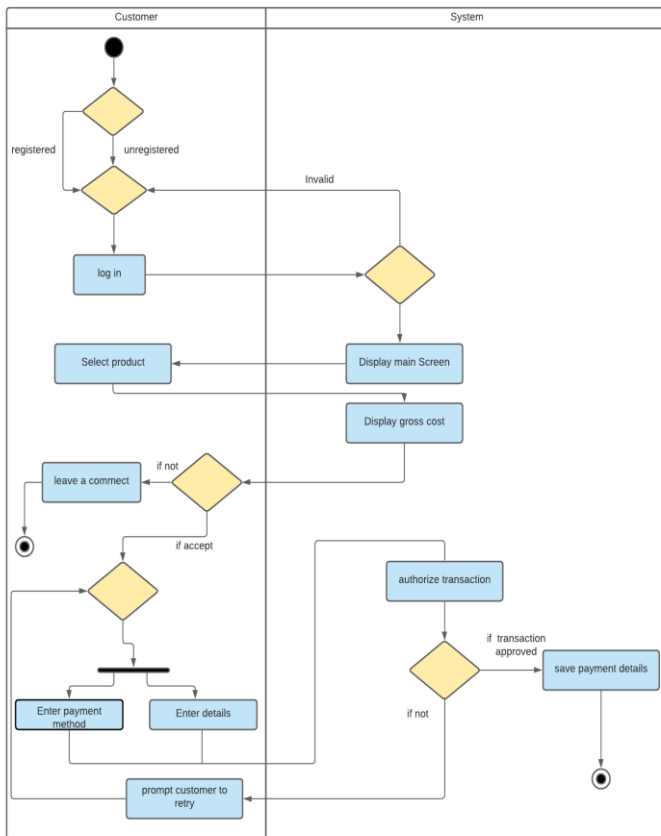 Customer
System
registered
unregistered
Invalid
log in
Select product
Display main Screen
Display gross cost
if not
leave a commect
if accept
authorize transaction
if transaction
approved
save payment details
if not
Enter payment
method
Enter details
prompt customer to
retry